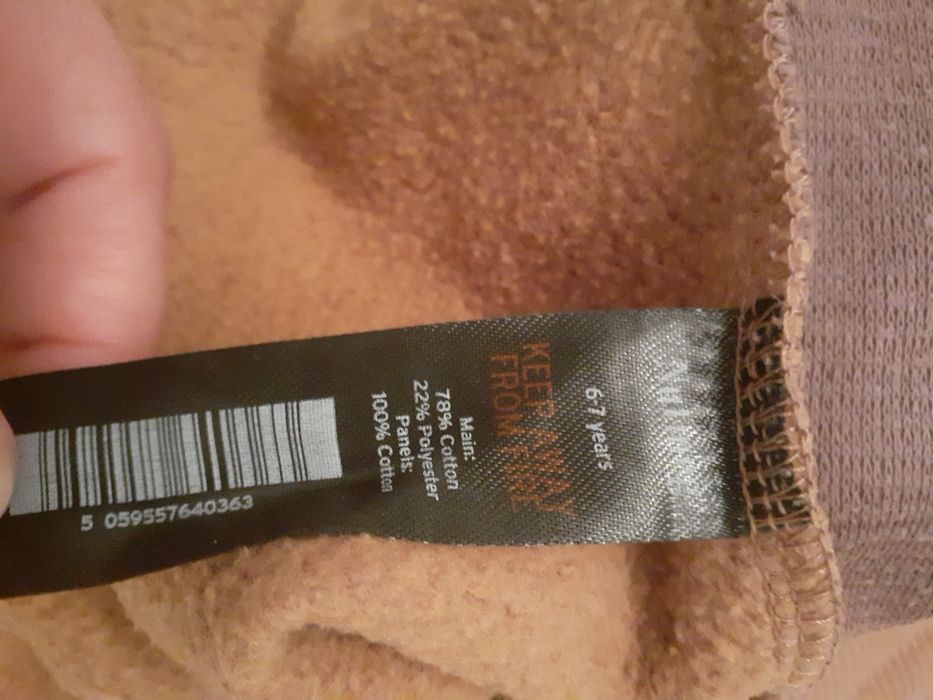 6-7 years
KEEP AWAY
FROM FIRE
Main:
78% Cotton
22% Polyester
Panels:
100% Cotton
5 059557640363